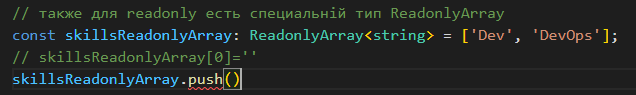 // также для readonly есть специальній тип ReadonlyArray
const skillsReadonlyArray: ReadonlyArray<string> = ['Dev', 'DevOps'];
// skillsReadonlyArray[0]=''
skillsReadonlyArray.push()